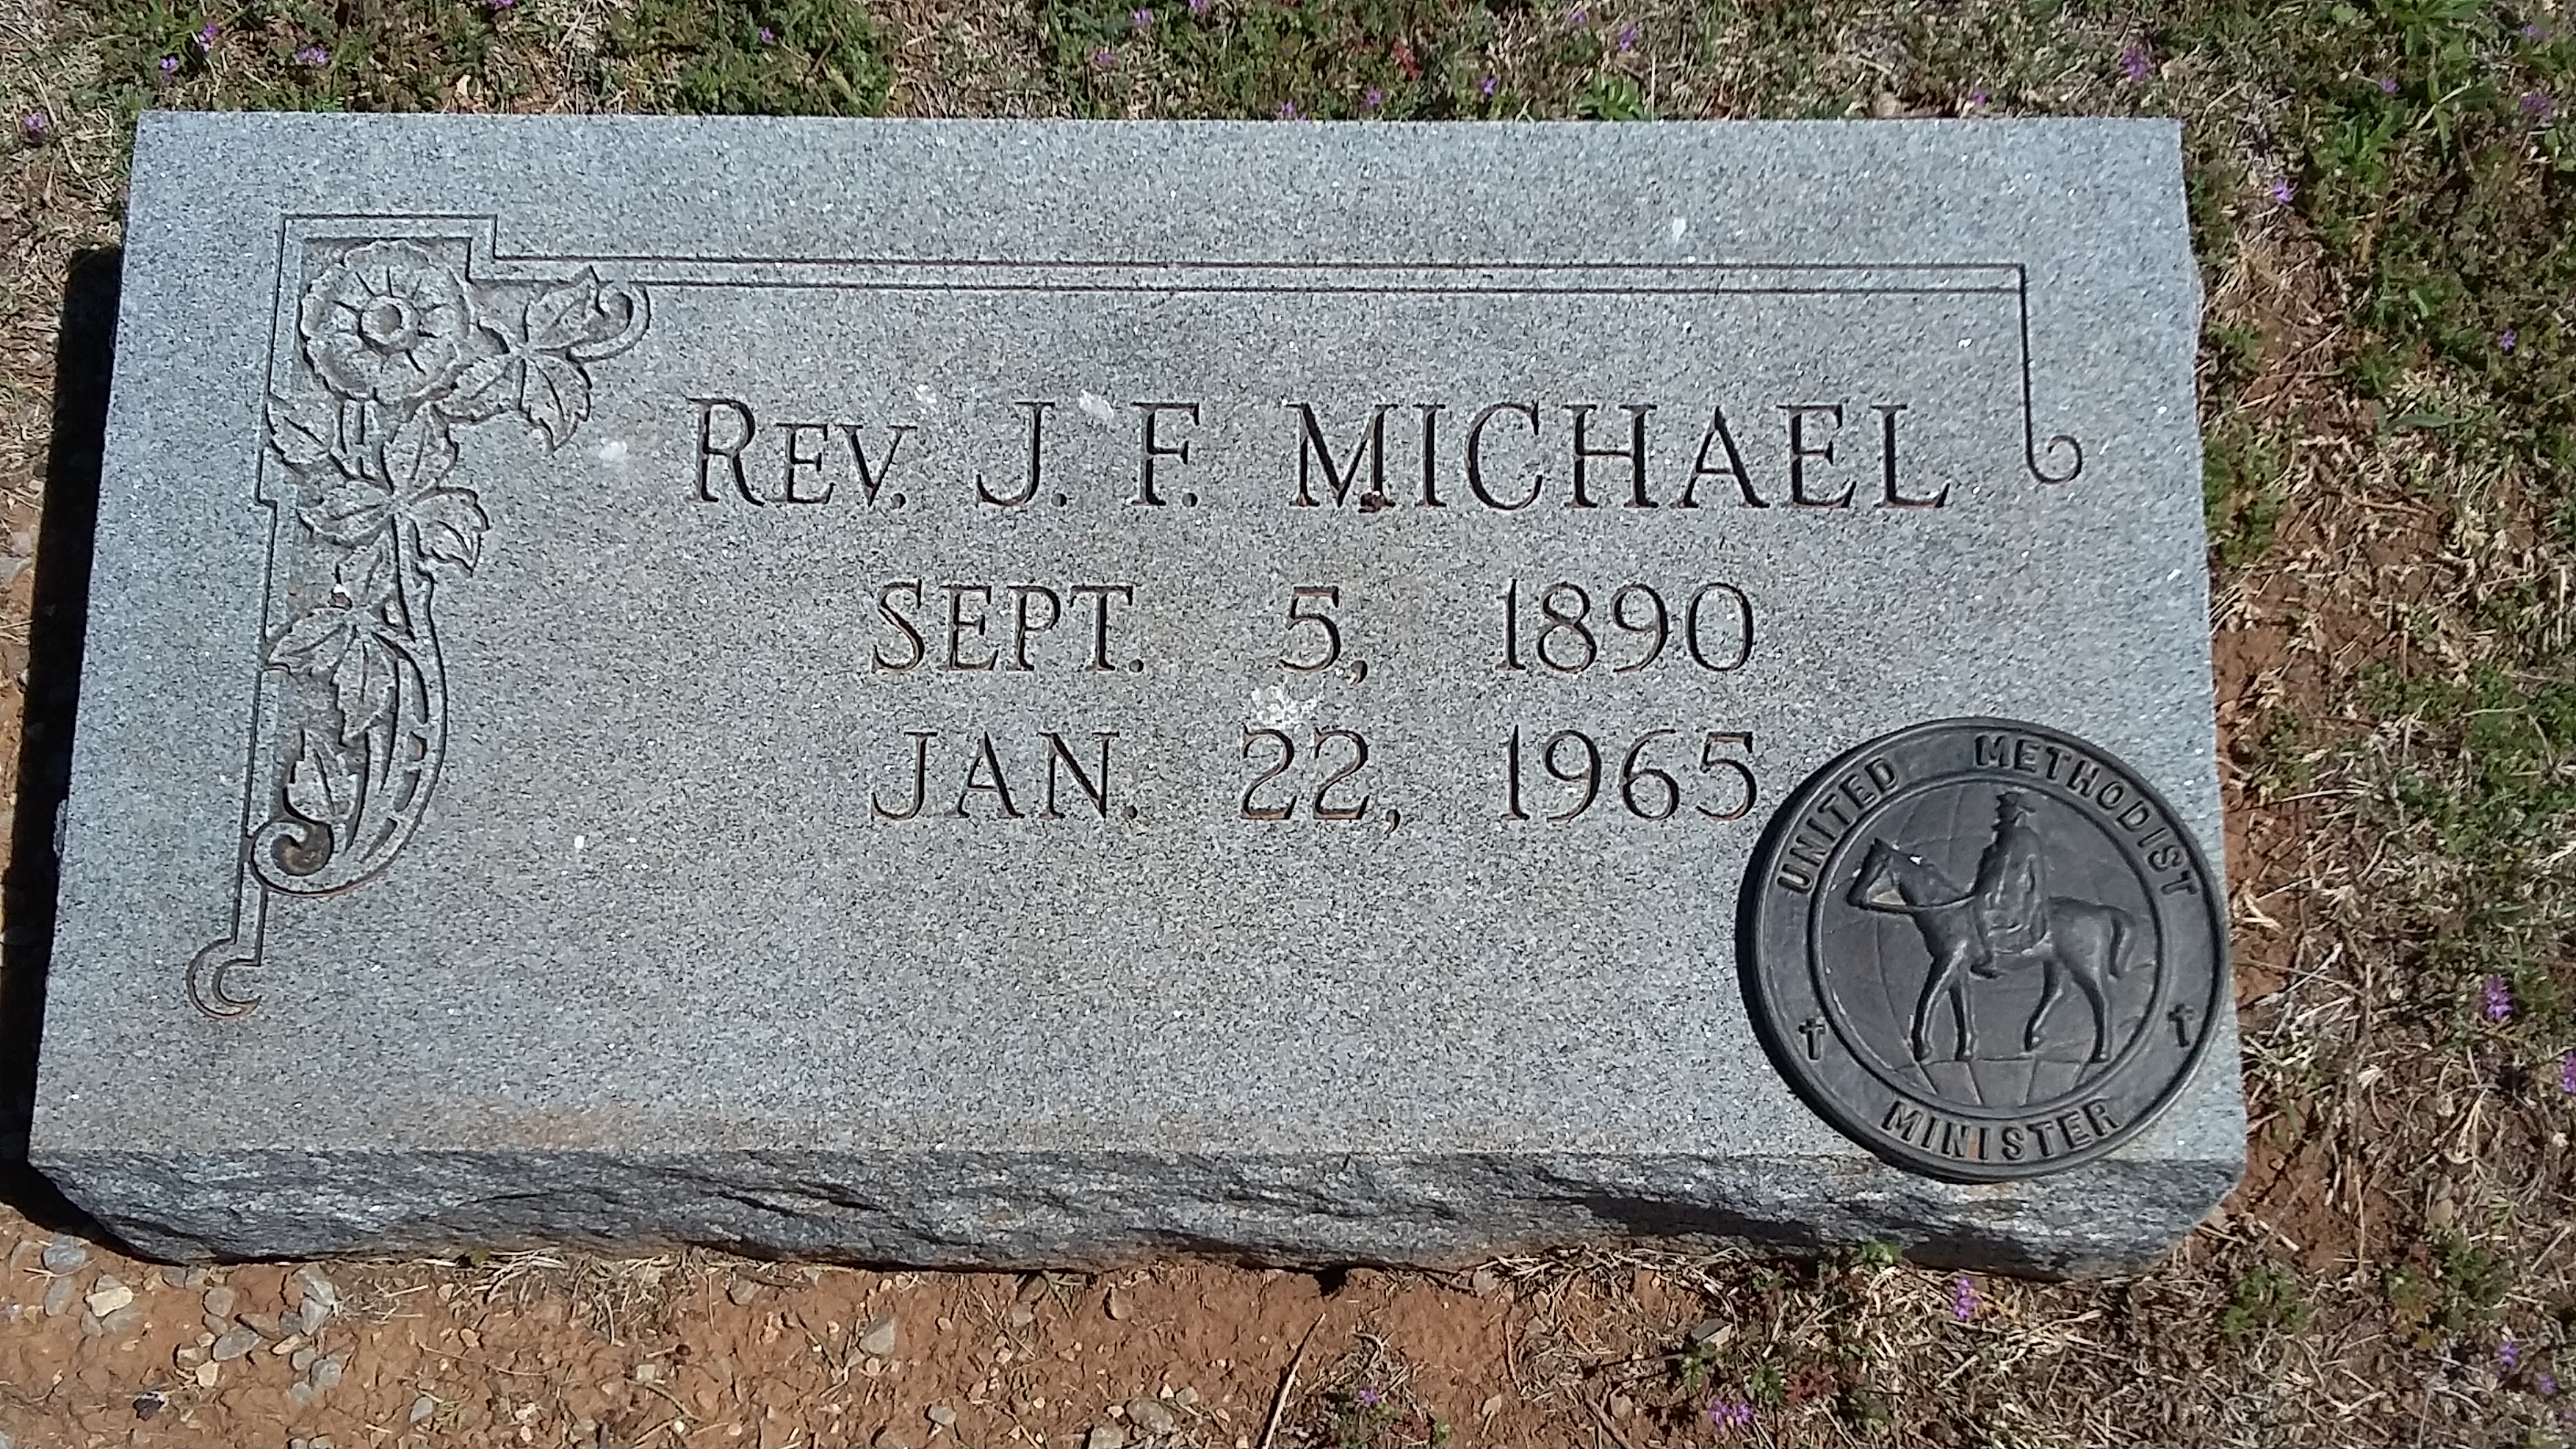 REV. J. F. MICHAEL
SEPT. 5, 1890
JAN. 22, 1965
UNITED METHODIST
MINISTER